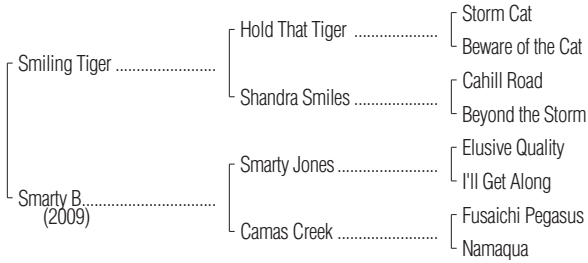 Storm Cat
Hold That Tiger ..................
Beware of the Cat
Smiling Tiger ......................
Cahill Road
Shandra Smiles ..................
Beyond the Storm
Elusive Quality
Smarty Jones .....................
I'll Get Along
Smarty B.............................
(2009)
Fusaichi Pegasus
Camas Creek .....................
Namaqua